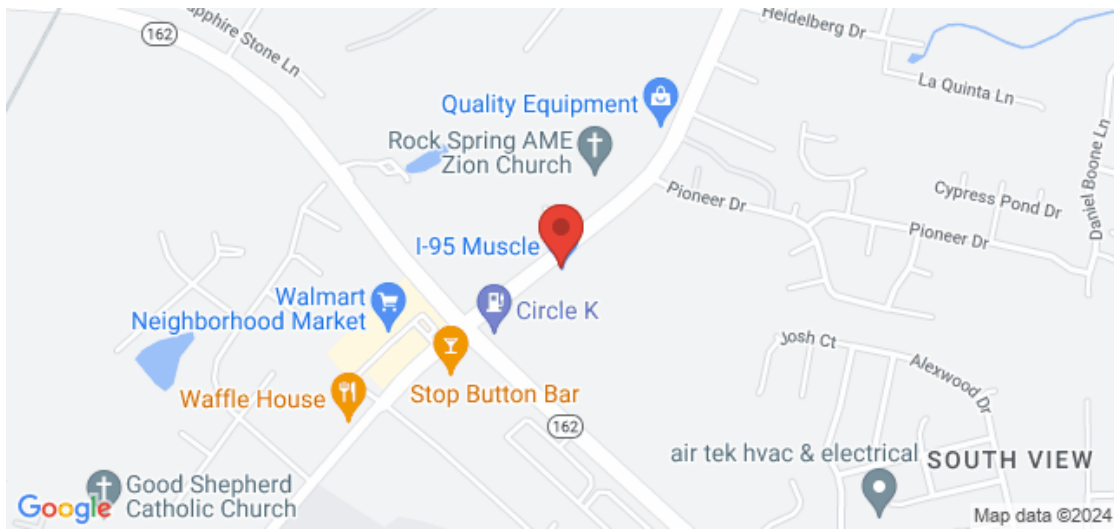 162
pphire Stone Ln
Heidelberg Dr
La Quinta Ln
Quality Equipment
Rock Spring AME
Zion Church
Pioneer Dr
Cypress Pond Dr
Daniel Boone Ln
Pioneer Dr
I-95 Muscle
Walmart
Neighborhood Market
Circle K
Josh Ct
Alexwood Dr
Waffle House
Stop Button Bar
162
air tek hvac & electrical
SOUTH VIEW
Good Shepherd
Catholic Church
Google
Map data ©2024